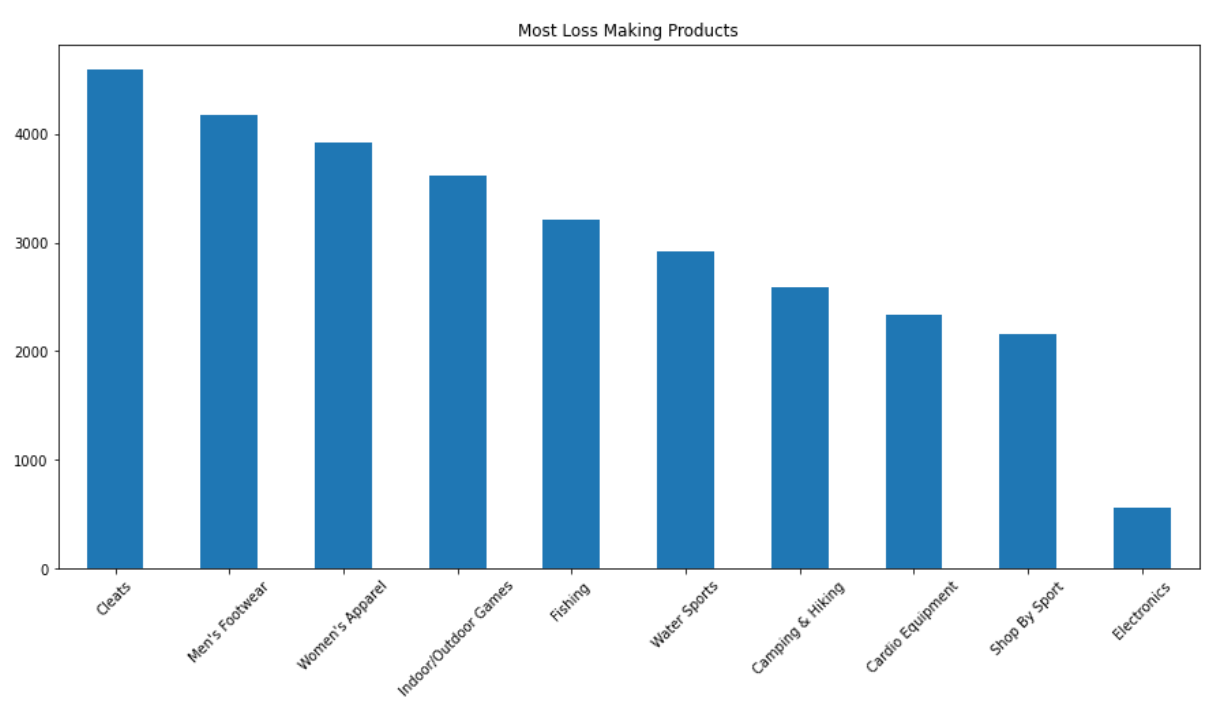 Most Loss Making Products
4000
3000
2000
1000
0
Cleats
Men's Footwear
Women's Apparel
Indoor/Outdoor Games
Fishing
Water Sports
Camping & Hiking
Cardio Equipment
Shop By Sport
Electronics